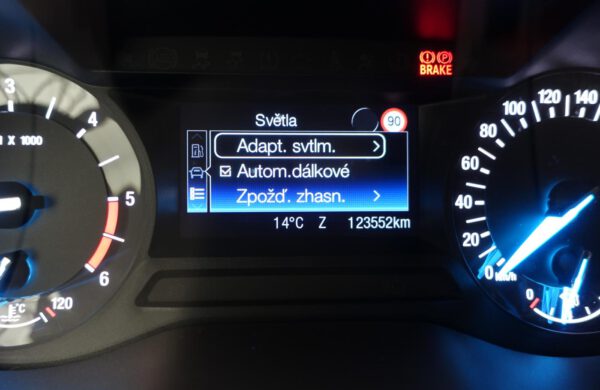 BRAKE
Světla
90
Adapt. svtlm.
Autom.dálkové
Zpožď. zhasn.
14°C Z 123552km
3
4
5
6
X 1000
120
°C
0
20
40
60
80
100
120
140
km/h
0